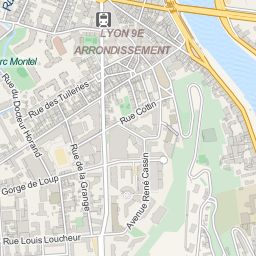 LYON 9E
ARRONDISSEMENT
rc Montel
Rue des Tuileries
Rue Cottin
Rue du Docteur Horand
Gorge de Loup
Rue de la Grange
Avenue René Cassin
Rue Louis Loucheur